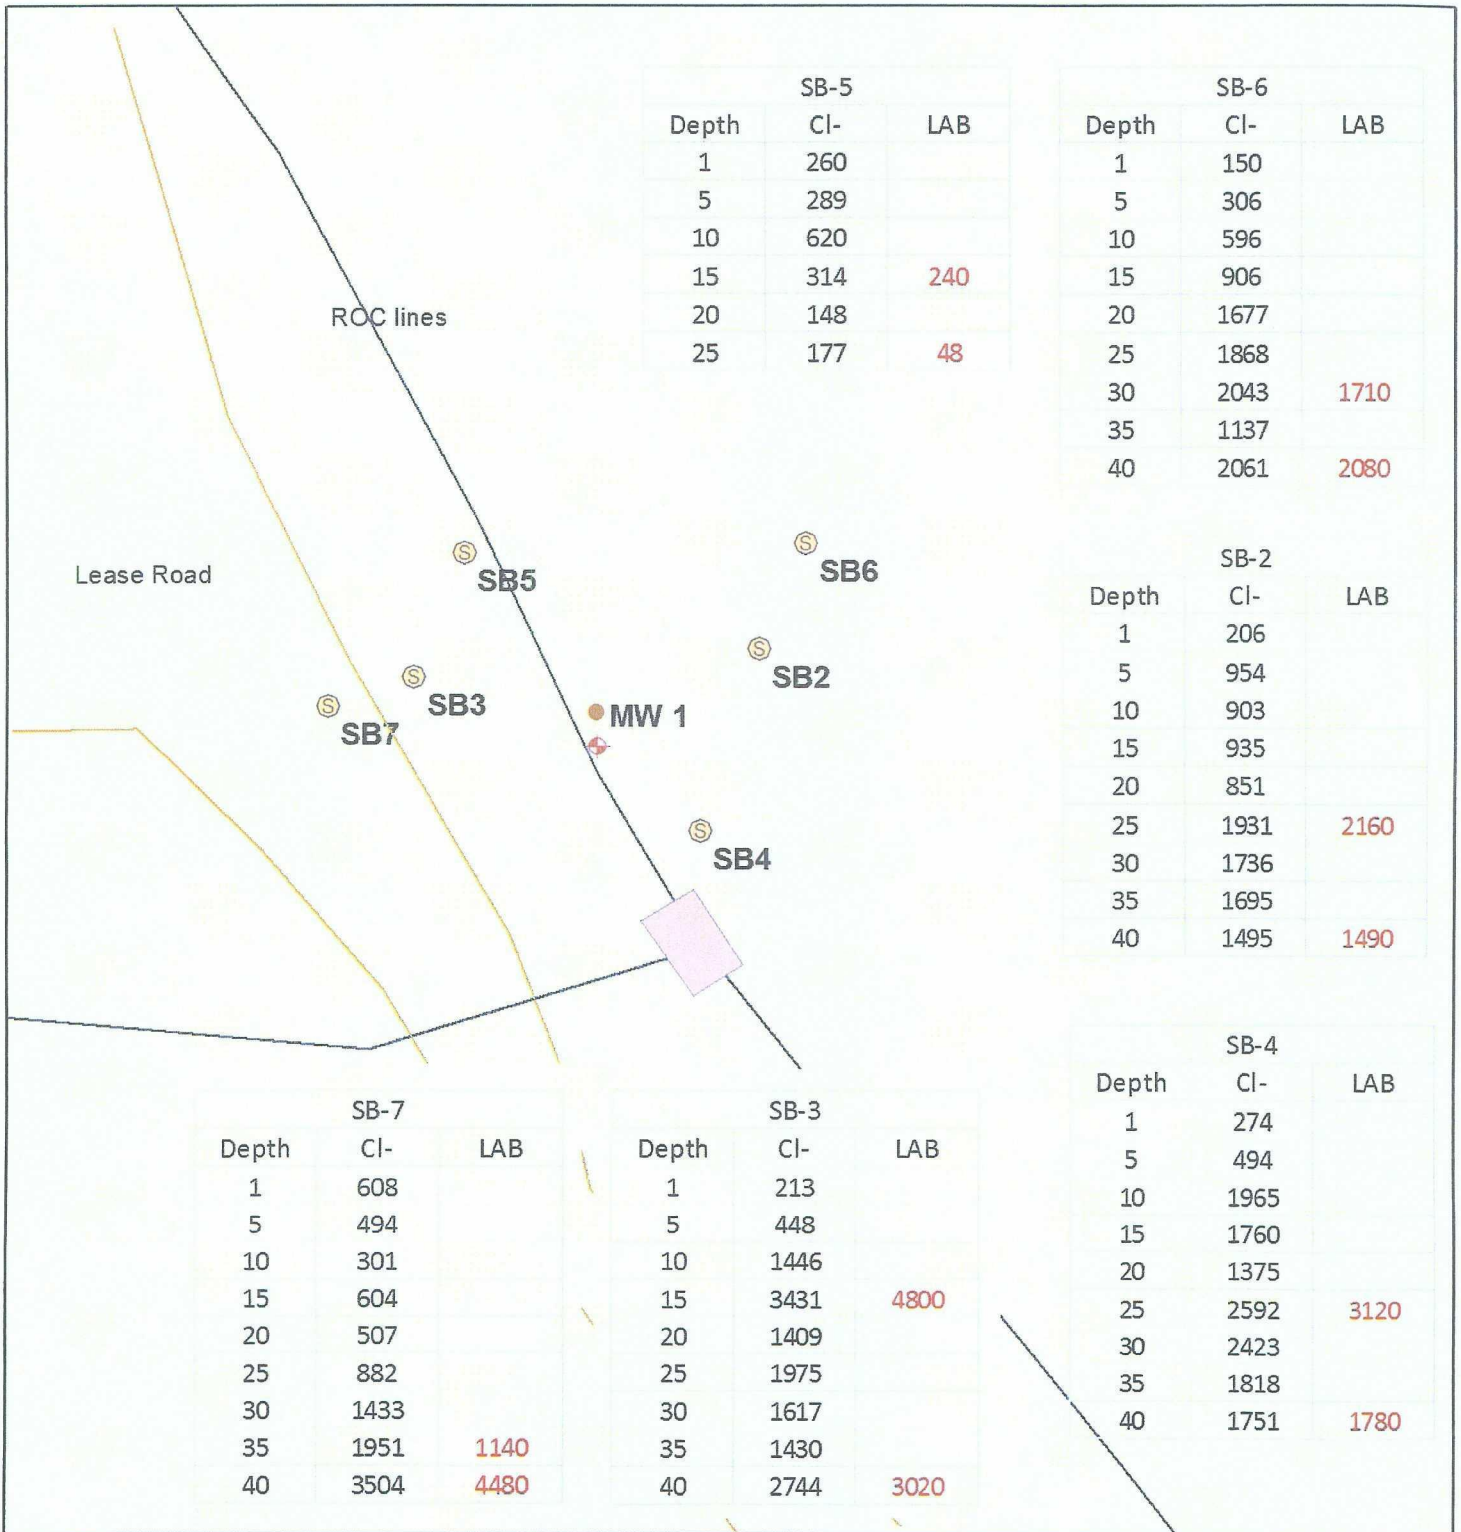 SB-5
Depth Cl- LAB
1 260
5 289
10 620
15 314 240
20 148
25 177 48
SB-6
Depth Cl- LAB
1 150
5 306
10 596
15 906
20 1677
25 1868
30 2043 1710
35 1137
40 2061 2080
ROC lines
Lease Road
S
SB5
S
SB6
S
SB2
S
SB3
S
SB7
MW 1
S
SB4
SB-2
Depth Cl- LAB
1 206
5 954
10 903
15 935
20 851
25 1931 2160
30 1736
35 1695
40 1495 1490
SB-4
Depth Cl- LAB
1 274
5 494
10 1965
15 1760
20 1375
25 2592 3120
30 2423
35 1818
40 1751 1780
SB-7
Depth Cl- LAB
1 608
5 494
10 301
15 604
20 507
25 882
30 1433
35 1951 1140
40 3504 4480
SB-3
Depth Cl- LAB
1 213
5 448
10 1446
15 3431 4800
20 1409
25 1975
30 1617
35 1430
40 2744 3020